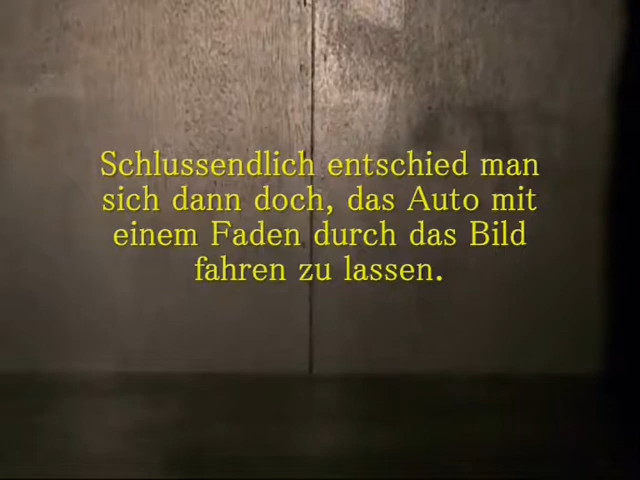 Schlussendlich entschied man
sich dann doch, das Auto mit
einem Faden durch das Bild
fahren zu lassen.